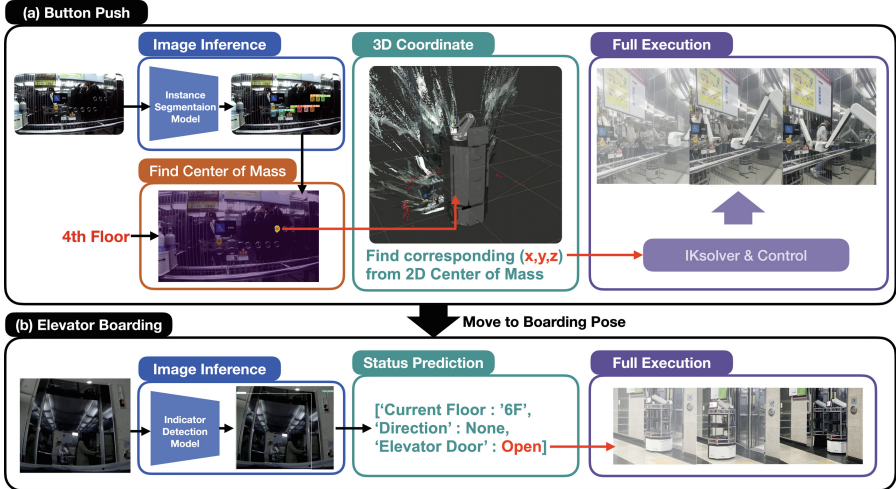 (a) Button Push
Image Inference
3D Coordinate
Full Execution
Instance
Segmentaion
Model
Find Center of Mass
4th Floor
Find corresponding (x,y,z)
from 2D Center of Mass
IKsolver & Control
Move to Boarding Pose
(b) Elevator Boarding
Image Inference
Status Prediction
Full Execution
Indicator
Detection
Model
[‘Current Floor : ’6F’,
‘Direction’ : None,
‘Elevator Door’ : Open]